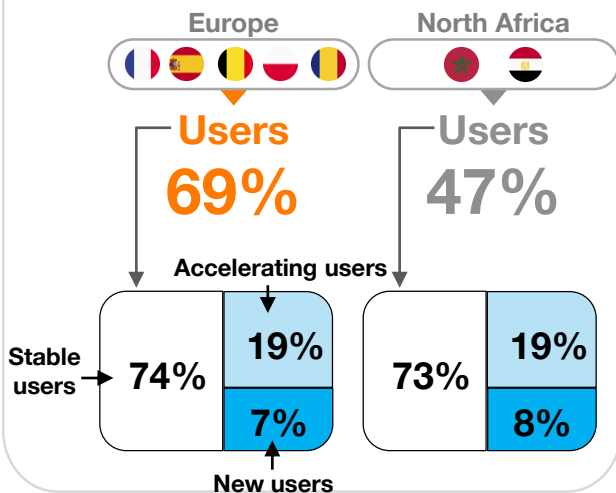 Europe
North Africa
Users
69%
Users
47%
Accelerating users
Stable
users
74%
19%
7%
73%
19%
8%
New users